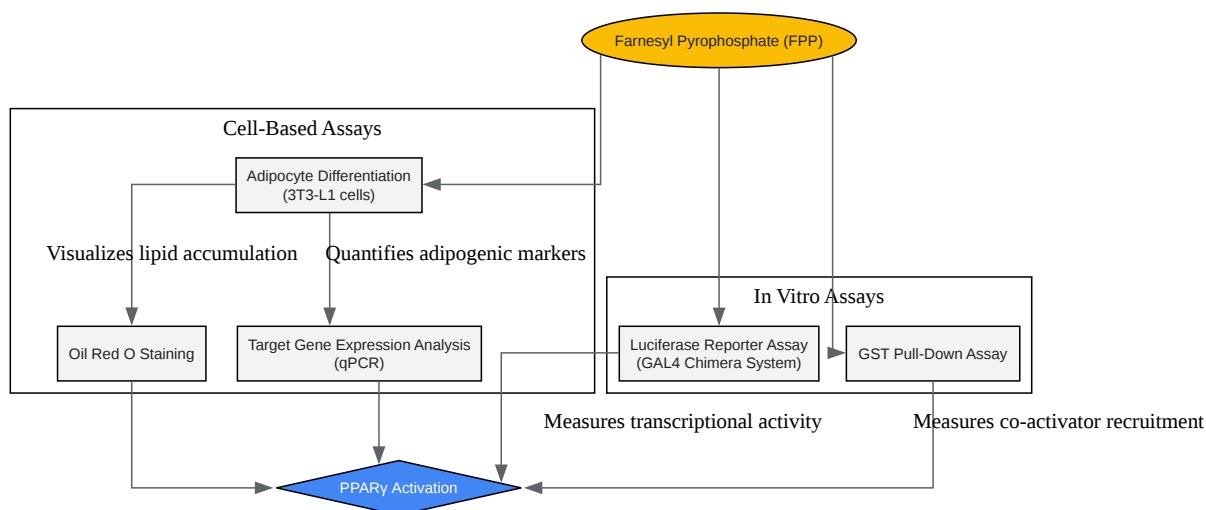 Farnesyl Pyrophosphate (FPP)
Cell-Based Assays
Adipocyte Differentiation
(3T3-L1 cells)
Visualizes lipid accumulation
Quantifies adipogenic markers
In Vitro Assays
Oil Red O Staining
Target Gene Expression Analysis
(qPCR)
Luciferase Reporter Assay
(GAL4 Chimera System)
GST Pull-Down Assay
Measures transcriptional activity
Measures co-activator recruitment
PPARγ Activation